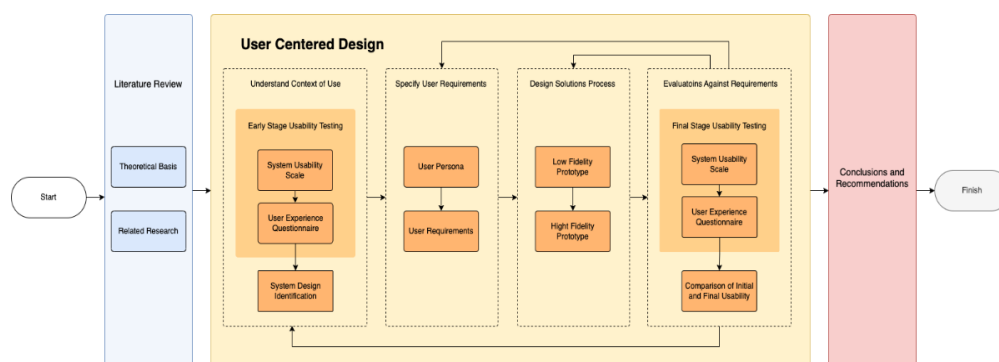 User Centered Design
Literature Review
Understand Context of Use
Specify User Requirements
Design Solutions Process
Evaluatoins Against Requirements
Early Stage Usability Testing
Final Stage Usability Testing
Theoretical Basis
System Usability
Scale
User Persona
Low Fidelity
Prototype
System Usability
Scale
Conclusions and
Recommendations
Start
Finish
Related Research
User Experience
Questionnaire
User Requirements
Hight Fidelity
Prototype
User Experience
Questionnaire
System Design
Identification
Comparison of Initial
and Final Usability